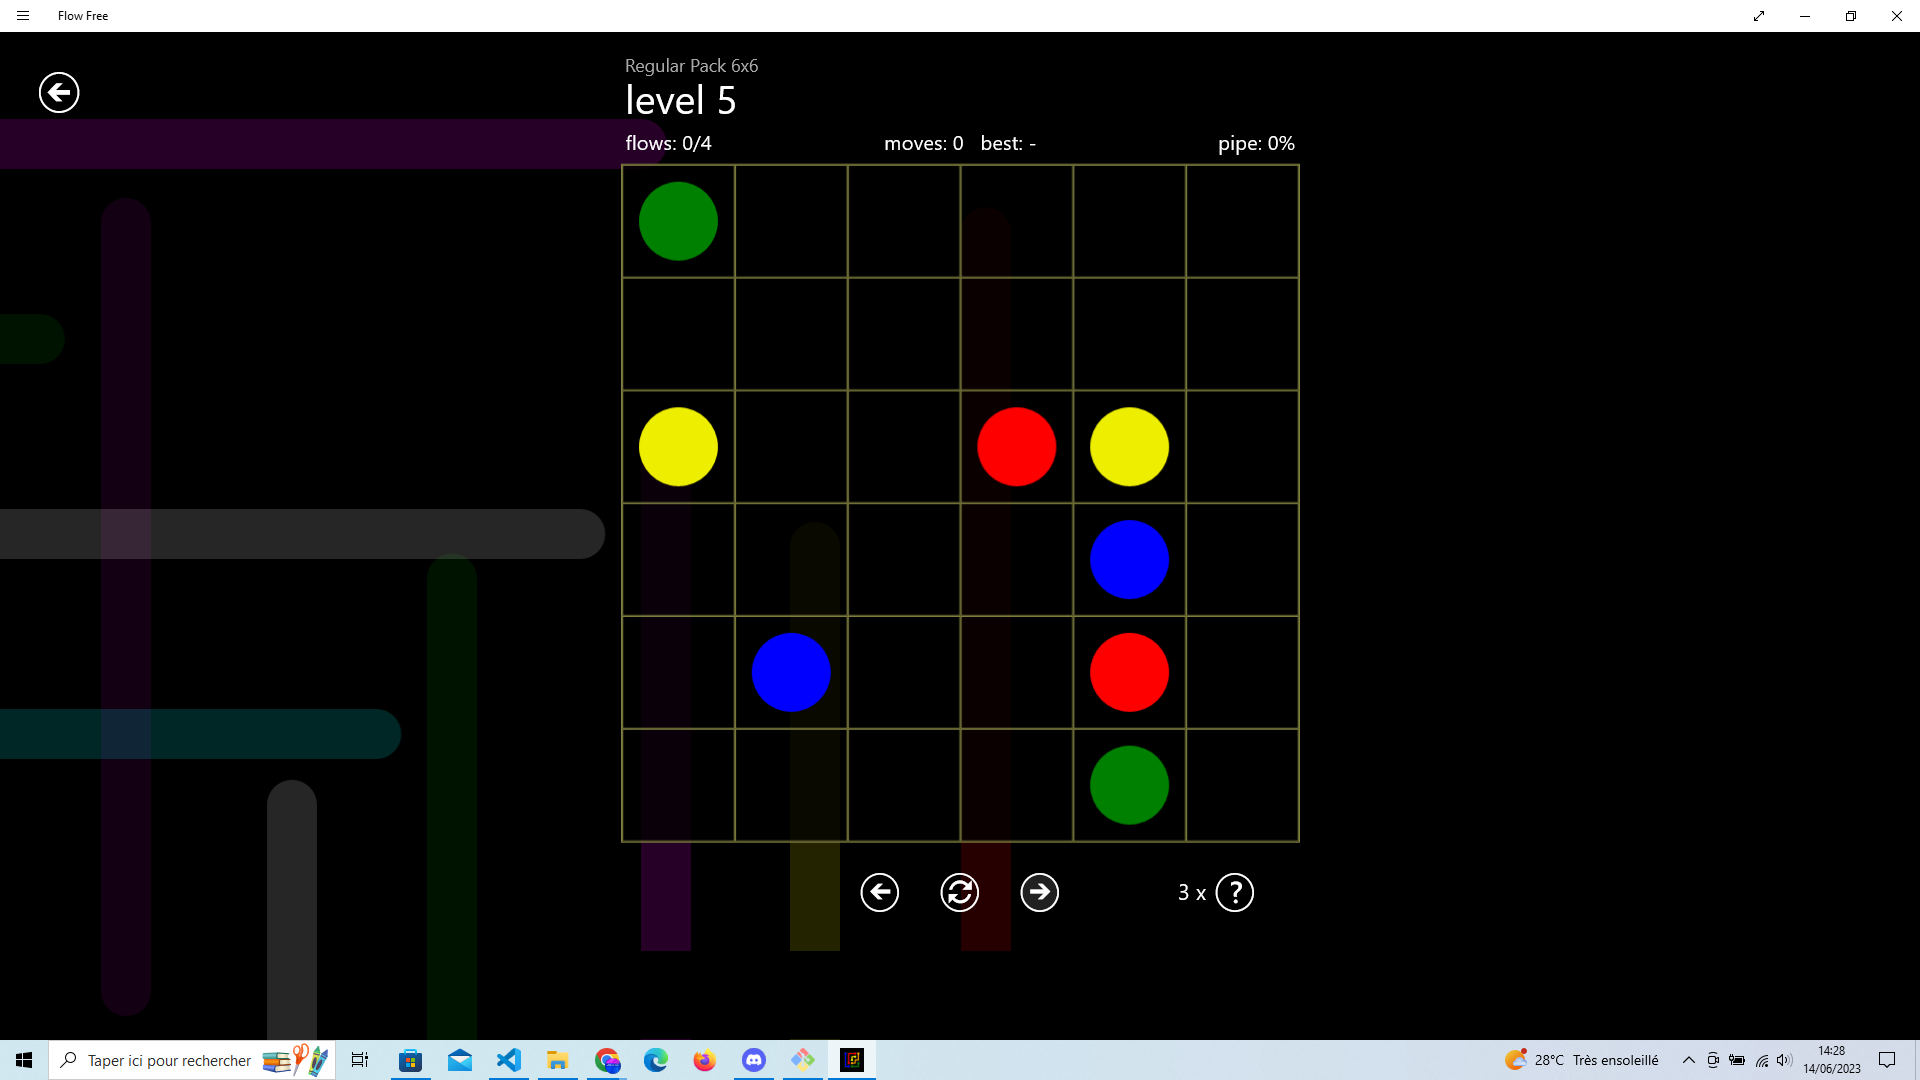 Flow Free
Regular Pack 6x6
level 5
flows: 0/4
moves: 0 best: -
pipe: 0%
3 x ?
Taper ici pour rechercher
28°C Très ensoleillé
14:28
14/06/2023